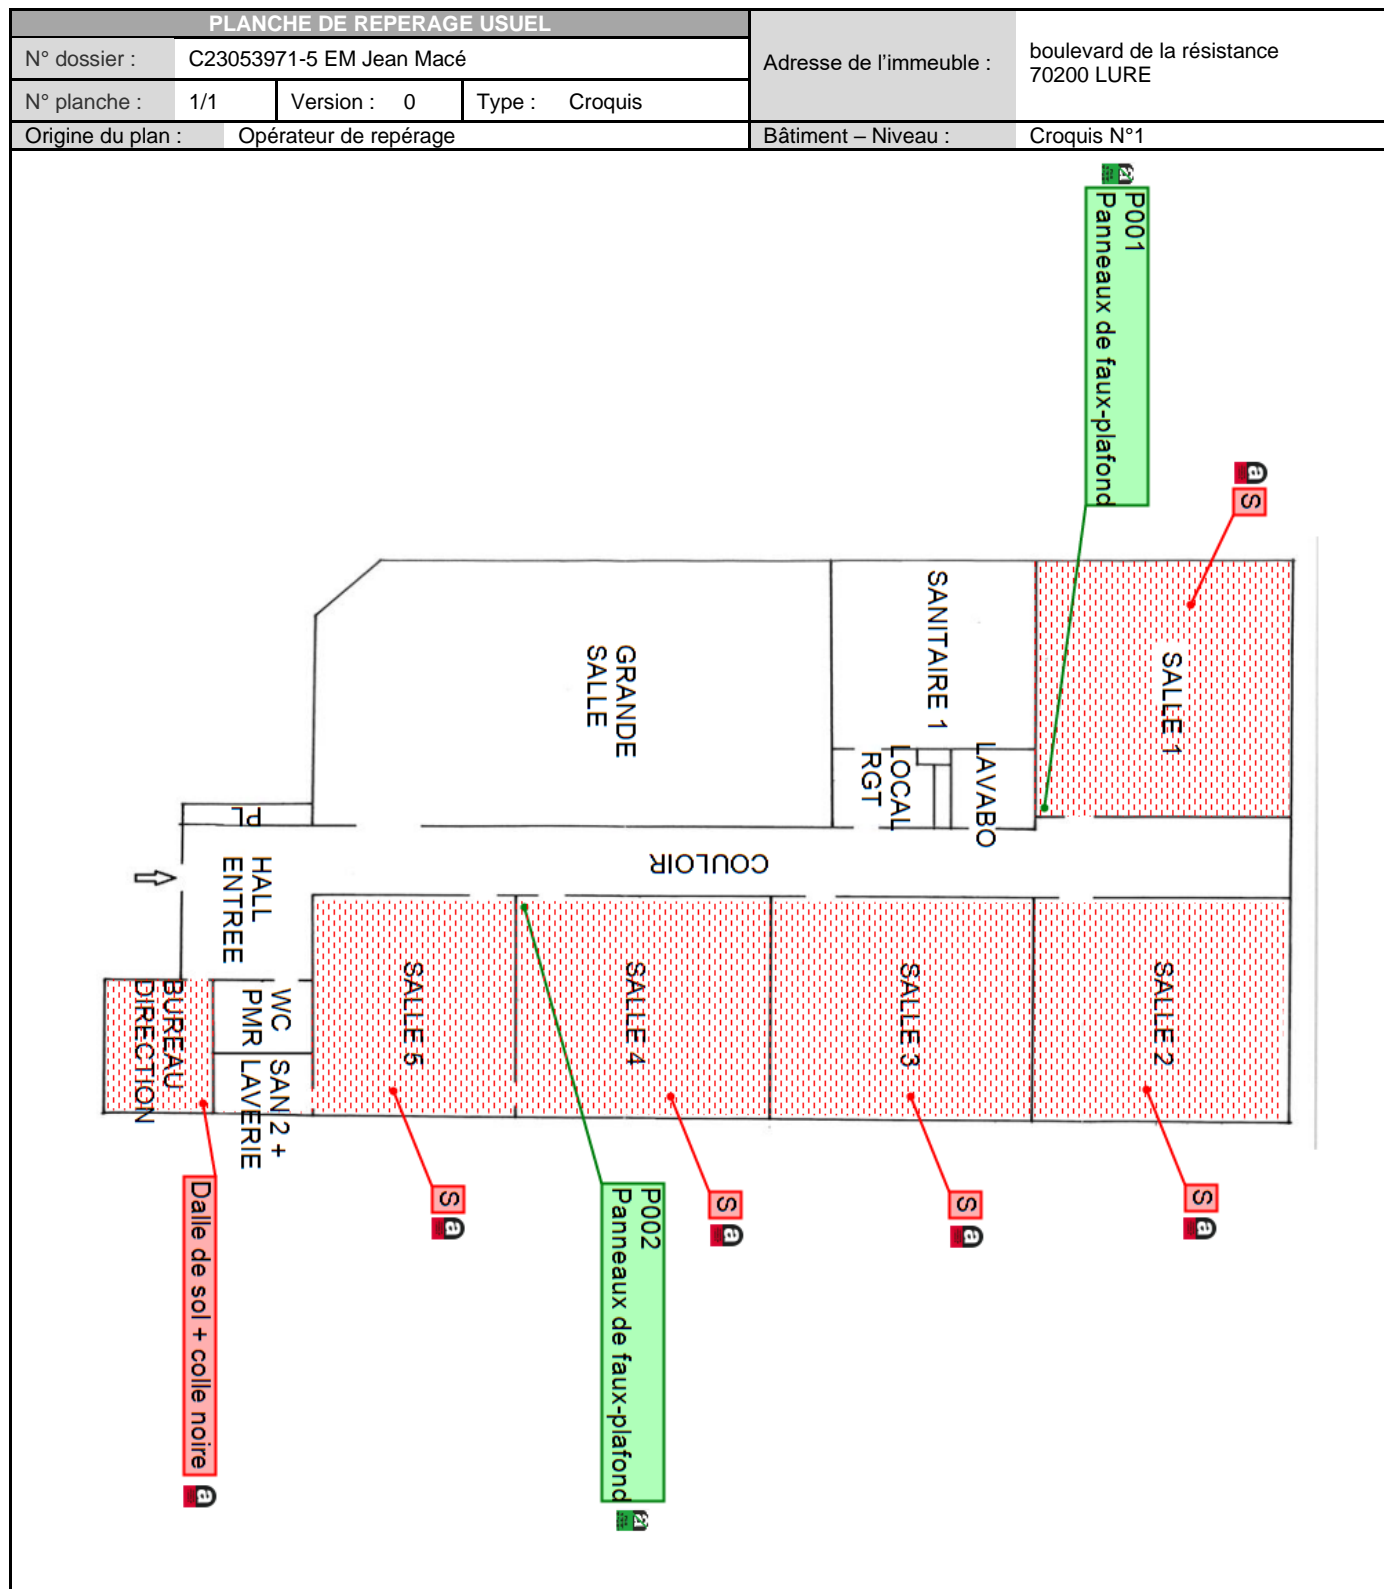 PLANCHE DE REPERAGE USUEL
N° dossier : C23053971-5 EM Jean Macé
Adresse de l'immeuble : boulevard de la résistance
70200 LURE
N° planche : 1/1 Version : 0 Type : Croquis
Origine du plan : Opérateur de repérage
Bâtiment – Niveau : Croquis N°1
P001
Panneaux de faux-plafond
a
a
S
SALLE 1
SANITAIRE 1
GRANDE
SALLE
LAVABO
LOCAL
RGT
PL
COULOIR
HALL
ENTREE
SALLE 2
SALLE 3
SALLE 4
SALLE 5
WC
PMR
SAN 2 +
LAVERIE
BUREAU
DIRECTION
S
a
S
a
S
a
S
a
P002
Panneaux de faux-plafond
a
Dalle de sol + colle noire
a